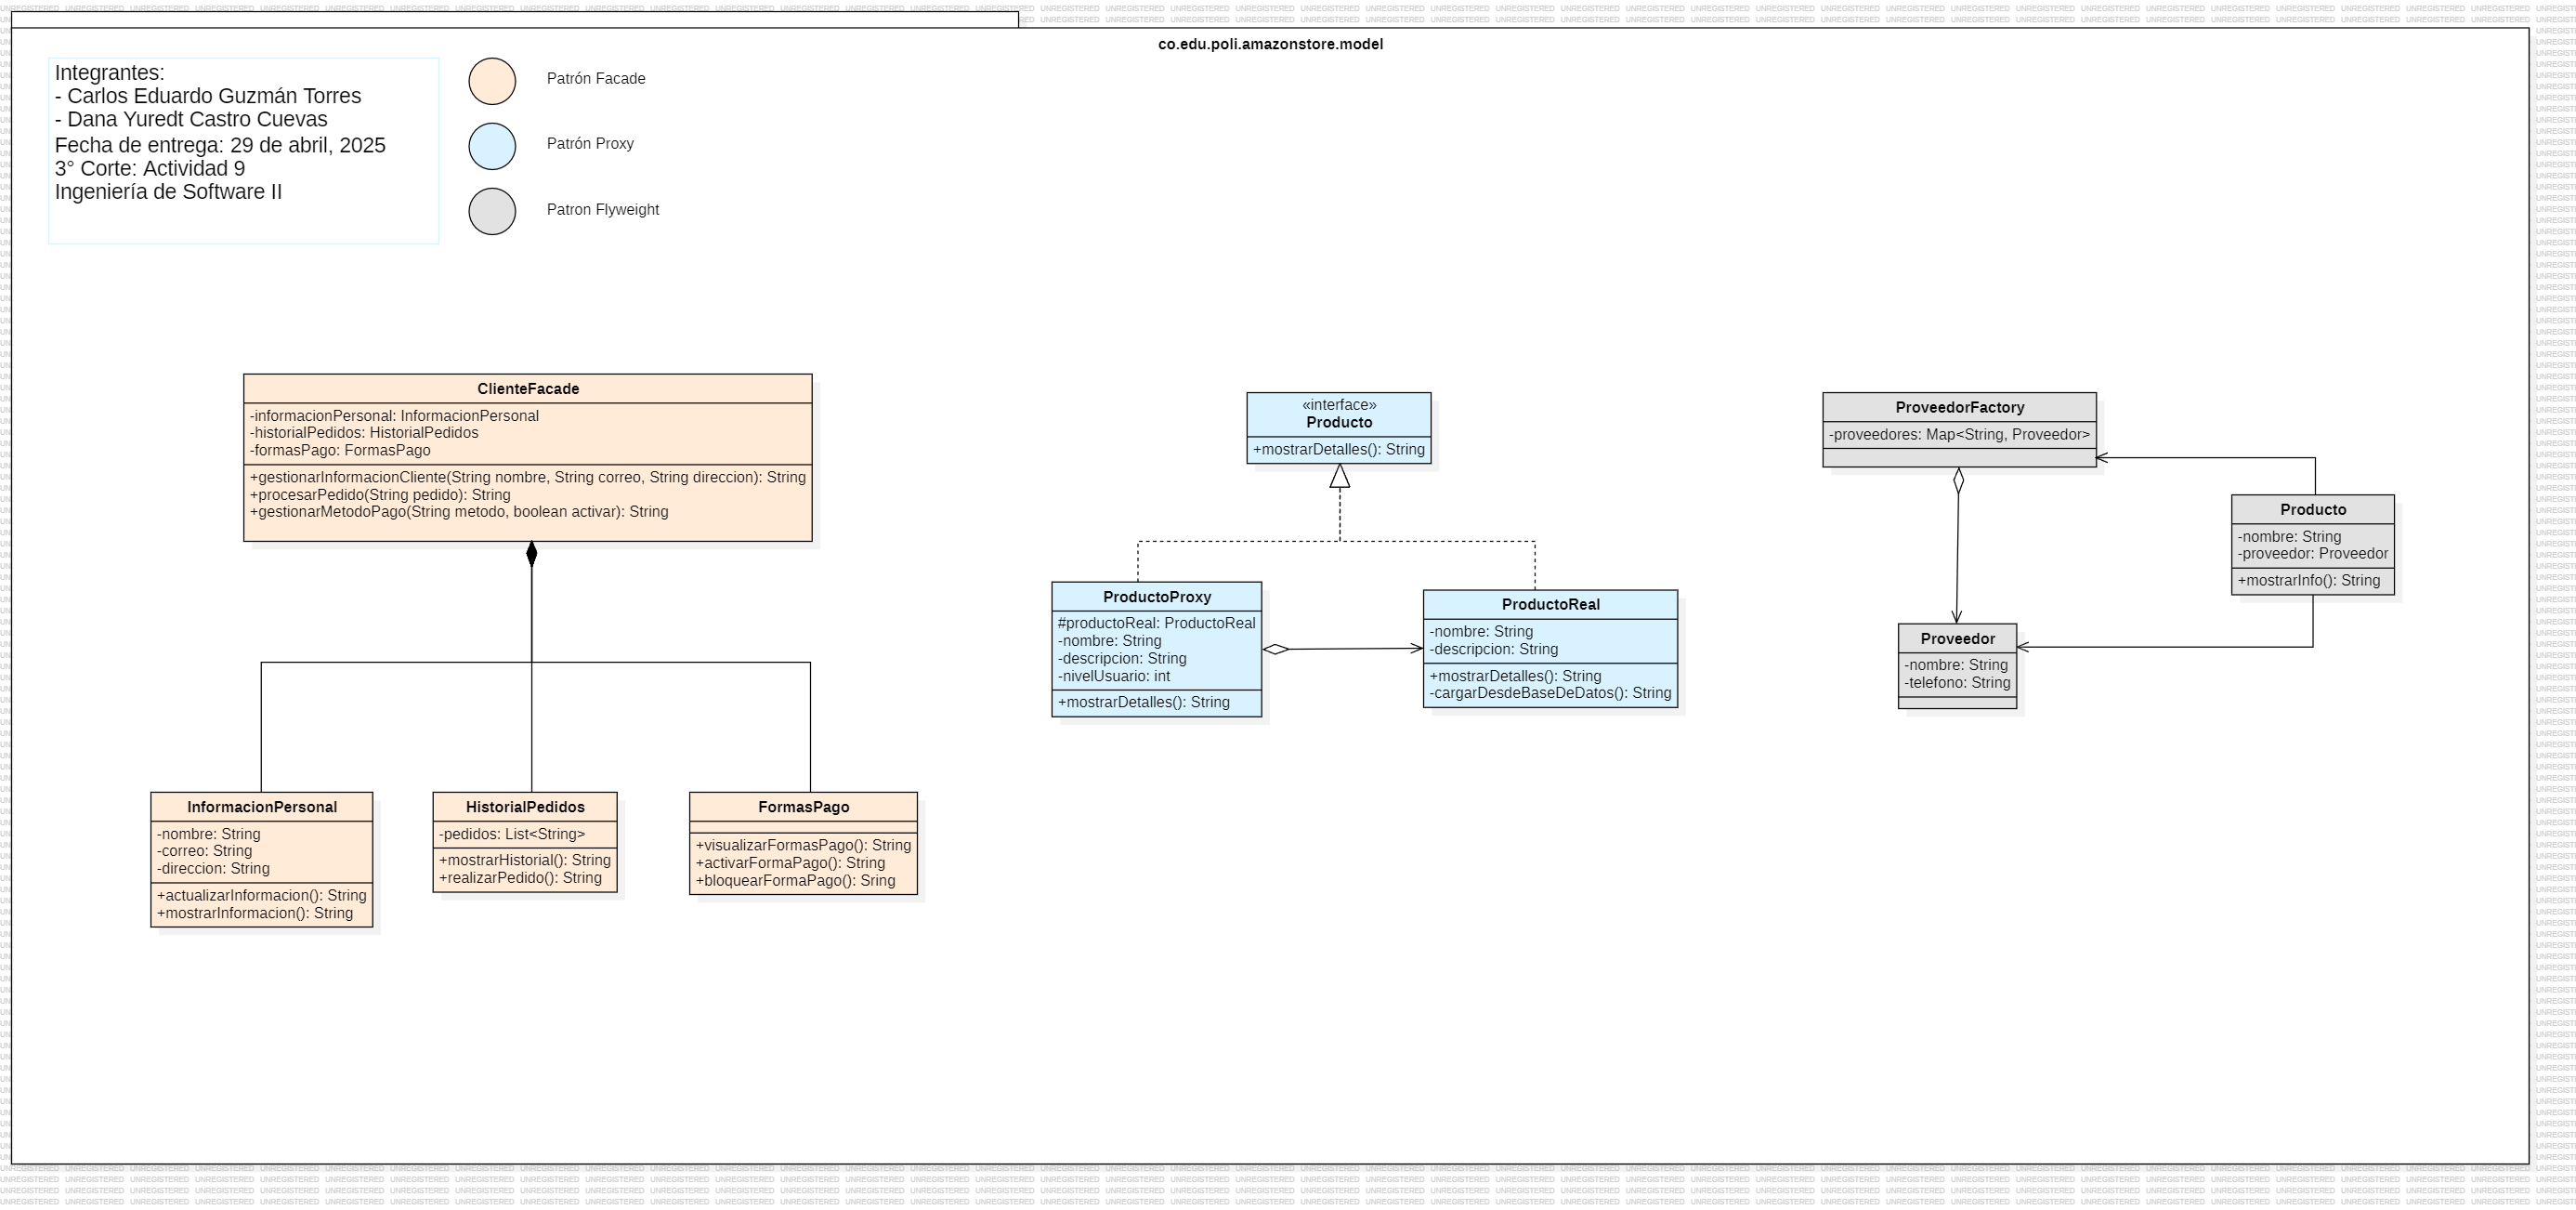 co.edu.poli.amazonstore.model
Integrantes:
- Carlos Eduardo Guzmán Torres
- Dana Yuredt Castro Cuevas
Fecha de entrega: 29 de abril, 2025
3° Corte: Actividad 9
Ingeniería de Software II
Patrón Facade
Patrón Proxy
Patron Flyweight
ClienteFacade
-informacionPersonal: InformacionPersonal
-historialPedidos: HistorialPedidos
-formasPago: FormasPago
+gestionarInformacionCliente(String nombre, String correo, String direccion): String
+procesarPedido(String pedido): String
+gestionarMetodoPago(String metodo, boolean activar): String
InformacionPersonal
-nombre: String
-correo: String
-direccion: String
+actualizarInformacion(): String
+mostrarInformacion(): String
HistorialPedidos
-pedidos: List<String>
+mostrarHistorial(): String
+realizarPedido(): String
FormasPago
+visualizarFormasPago(): String
+activarFormaPago(): String
+bloquearFormaPago(): Sring
«interface»
Producto
+mostrarDetalles(): String
ProductoProxy
#productoReal: ProductoReal
-nombre: String
-descripcion: String
-nivelUsuario: int
+mostrarDetalles(): String
ProductoReal
-nombre: String
-descripcion: String
+mostrarDetalles(): String
-cargarDesdeBaseDeDatos(): String
ProveedorFactory
-proveedores: Map<String, Proveedor>
Producto
-nombre: String
-proveedor: Proveedor
+mostrarInfo(): String
Proveedor
-nombre: String
-telefono: String
UNREGISTERED